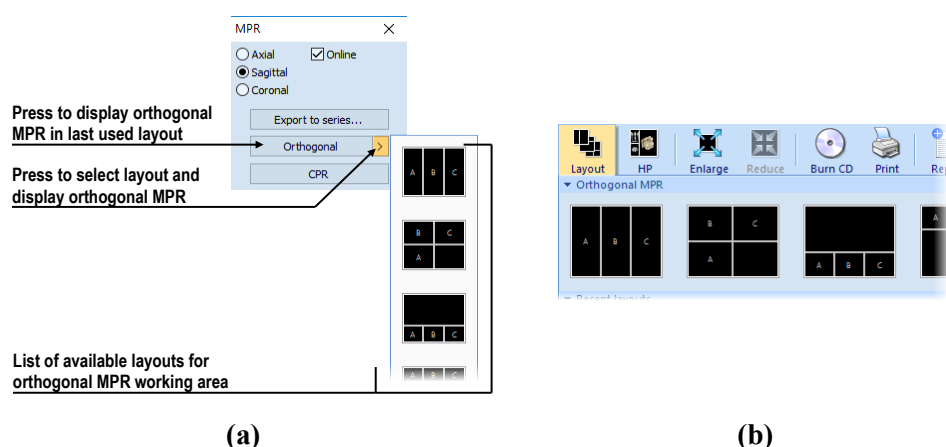 MPR
Axial Online
Sagittal
Coronal
Press to display orthogonal
MPR in last used layout
Export to series...
Orthogonal >
Press to select layout and
display orthogonal MPR
CPR
A B C
B C
A
A B C
A B C
List of available layouts for
orthogonal MPR working area
(a)
Layout HP Enlarge Reduce Burn CD Print
Orthogonal MPR
A B C
B C
A
A B C
A
Recent layouts
(b)